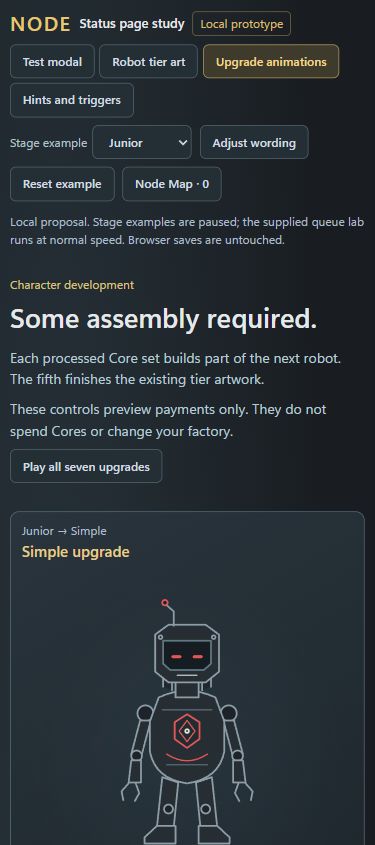 NODE Status page study Local prototype
Test modal Robot tier art Upgrade animations
Hints and triggers
Stage example Junior Adjust wording
Reset example Node Map · 0
Local proposal. Stage examples are paused; the supplied queue lab
runs at normal speed. Browser saves are untouched.
Character development
Some assembly required.
Each processed Core set builds part of the next robot.
The fifth finishes the existing tier artwork.
These controls preview payments only. They do not
spend Cores or change your factory.
Play all seven upgrades
Junior → Simple
Simple upgrade